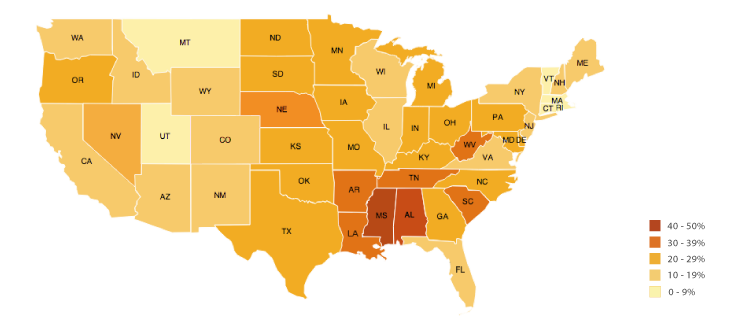 WA
MT
ND
MN
OR
ID
WY
SD
WI
MI
NY
VT
NH
ME
MA
CT RI
NV
UT
CO
NE
IA
IL
IN
OH
PA
NJ
MD DE
CA
AZ
NM
KS
MO
KY
WV
VA
OK
AR
TN
NC
SC
TX
LA
MS
AL
GA
FL
40 - 50%
30 - 39%
20 - 29%
10 - 19%
0 - 9%